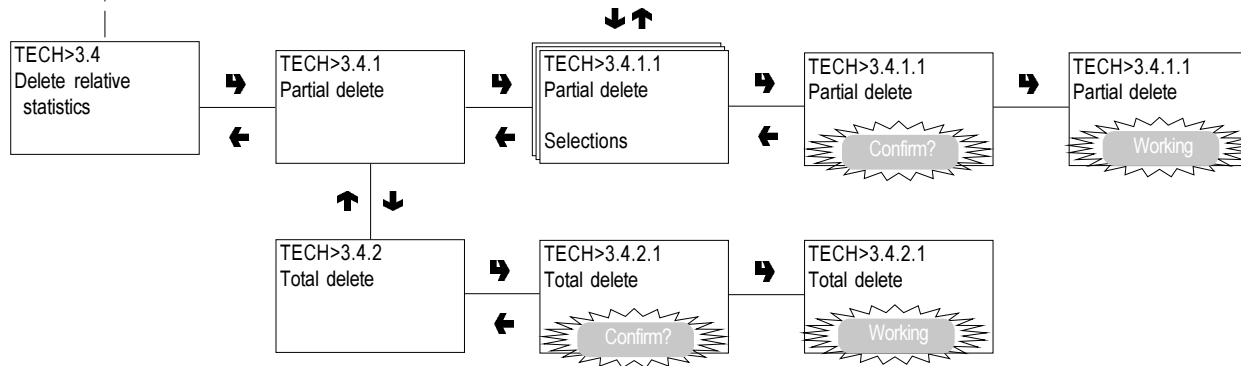 TECH>3.4
Delete relative
statistics
TECH>3.4.1
Partial delete
TECH>3.4.1.1
Partial delete
Selections
TECH>3.4.1.1
Partial delete
Confirm?
TECH>3.4.1.1
Partial delete
Working
TECH>3.4.2
Total delete
TECH>3.4.2.1
Total delete
Confirm?
TECH>3.4.2.1
Total delete
Working